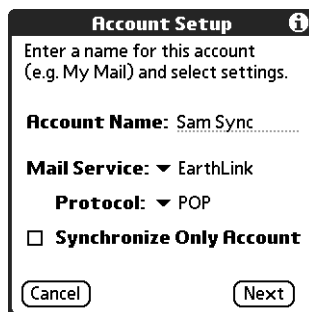 Account Setup i
Enter a name for this account
(e.g. My Mail) and select settings.
Account Name: Sam Sync
Mail Service: EarthLink
Protocol: POP
Synchronize Only Account
Cancel Next